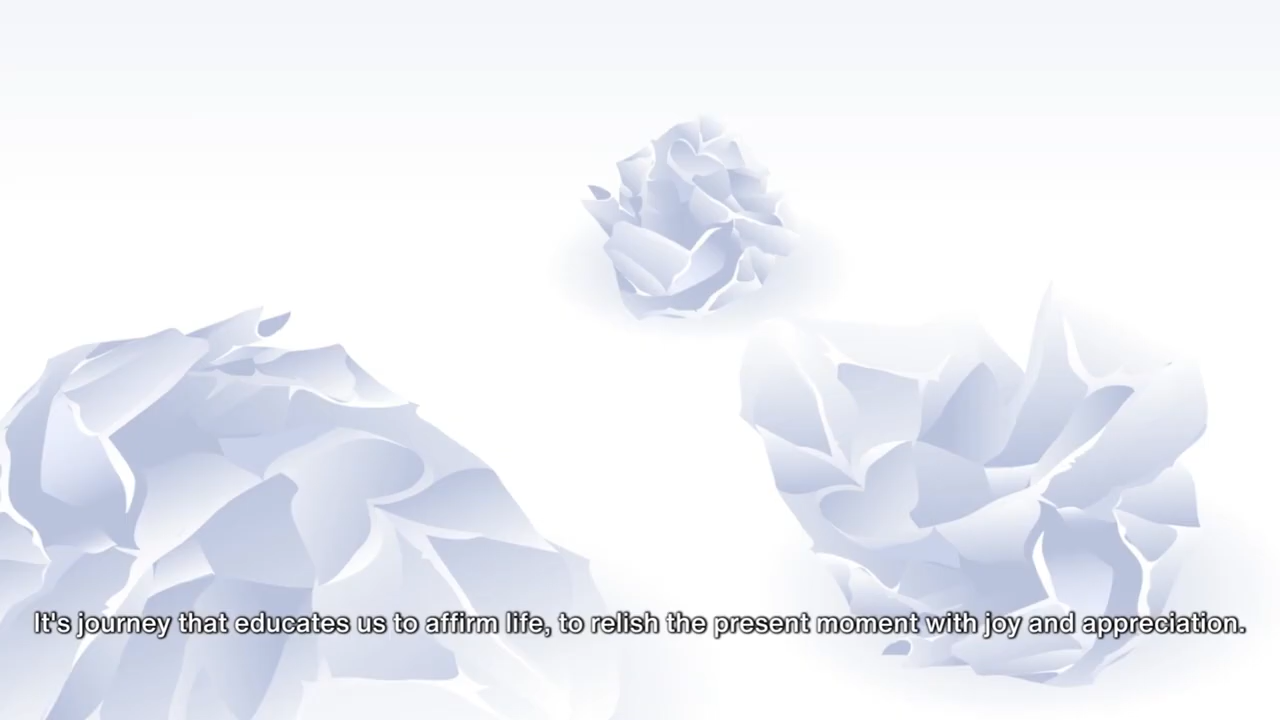 It's journey that educates us to affirm life, to relish the present moment with joy and appreciation.